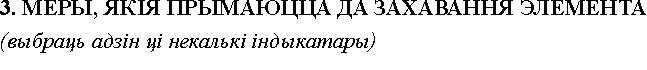 3. МЕРЫ, ЯКІЯ ПРЫМАЮЦЦА ДА ЗАХАВАННЯ ЭЛЕМЕНТА
(выбраць адзін ці некалькі індыкатары)